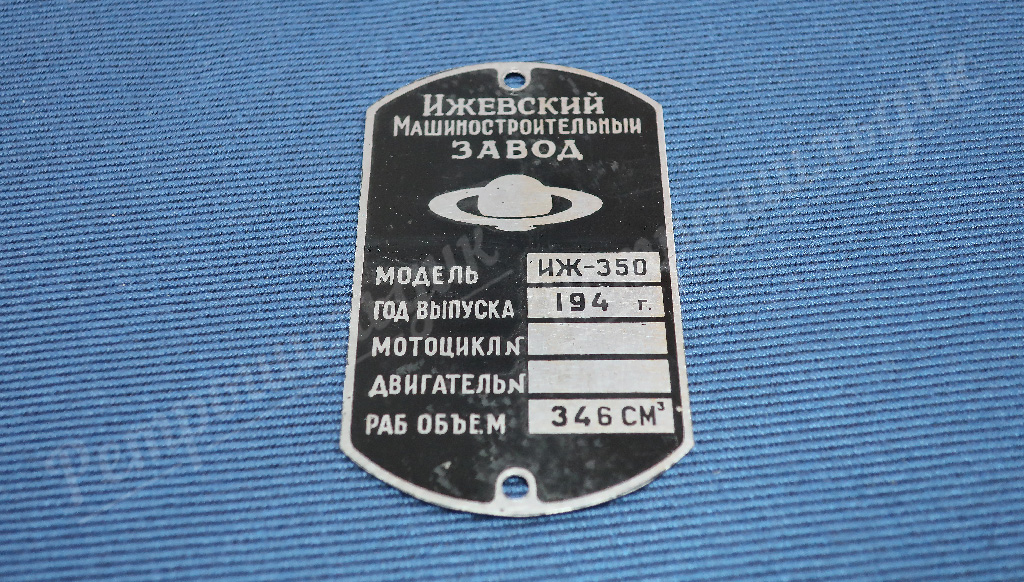 ИЖЕВСКИЙ
МАШИНОСТРОИТЕЛЬНЫЙ
ЗАВОД
МОДЕЛЬ ИЖ-350
ГОД ВЫПУСКА 194 г.
МОТОЦИКЛ №
ДВИГАТЕЛЬ №
РАБ ОБЪЕМ 346 СМ³